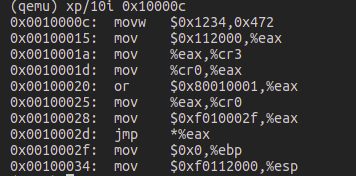 (qemu) xp/10i 0x10000c
0x0010000c:  movw   $0x1234,0x472
0x00100015:  mov    $0x112000,%eax
0x0010001a:  mov    %eax,%cr3
0x0010001d:  mov    %cr0,%eax
0x00100020:  or     $0x80010001,%eax
0x00100025:  mov    %eax,%cr0
0x00100028:  mov    $0xf010002f,%eax
0x0010002d:  jmp    *%eax
0x0010002f:  mov    $0x0,%ebp
0x00100034:  mov    $0xf0112000,%esp